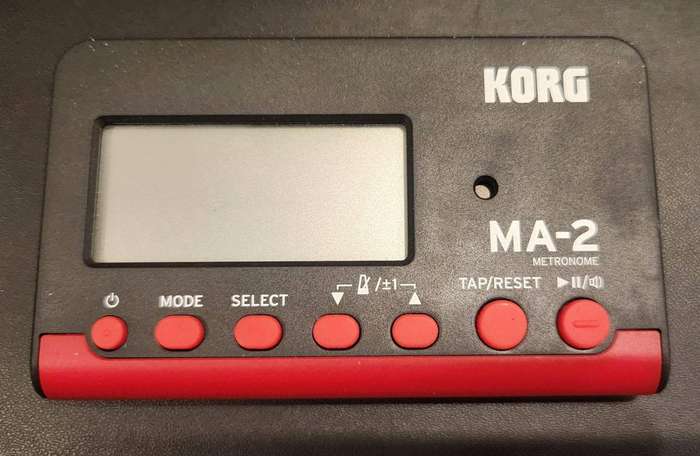 KORG
MA-2
METRONOME
MODE
SELECT
/±1
TAP/RESET